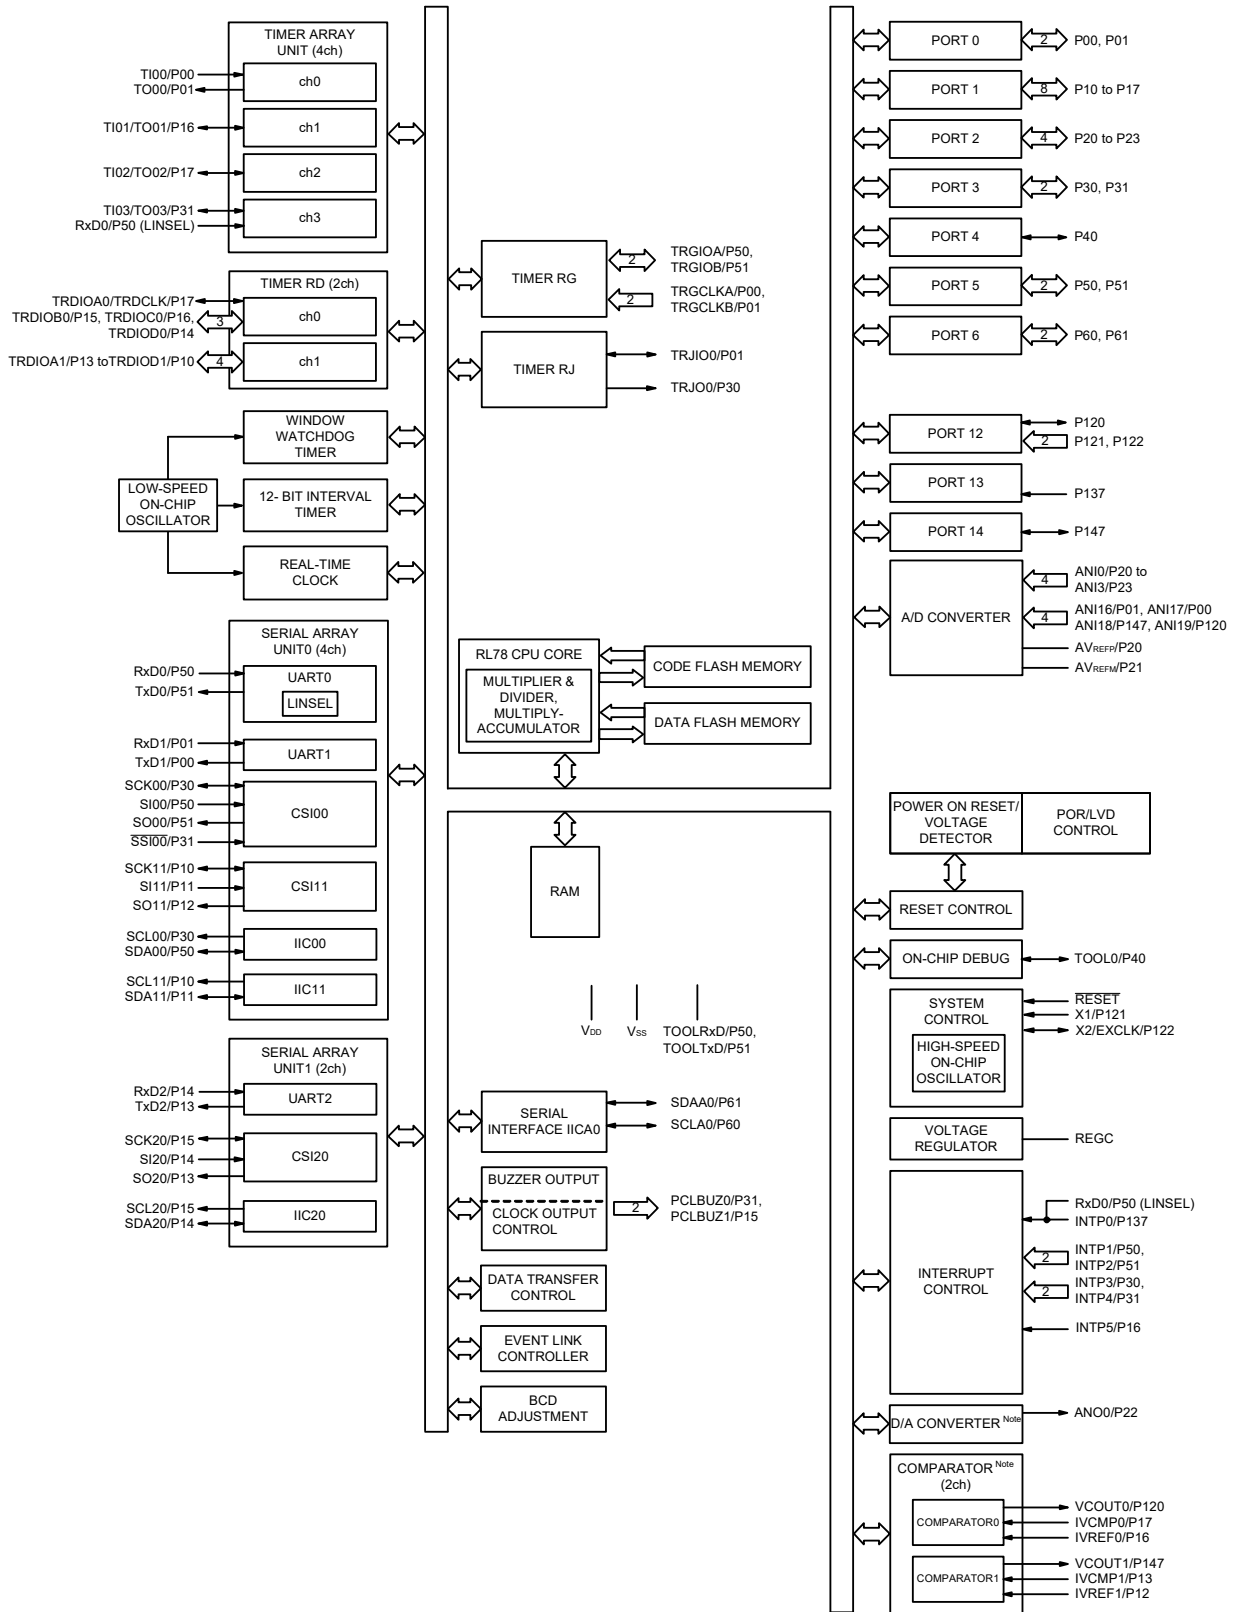 TIMER ARRAY
UNIT (4ch)
TI00/P00
TO00/P01
ch0
TI01/TO01/P16
ch1
TI02/TO02/P17
ch2
TI03/TO03/P31
RxD0/P50 (LINSEL)
ch3
TIMER RD (2ch)
TRDIOA0/TRDCLK/P17
TRDIOB0/P15, TRDIOC0/P16,
TRDIOD0/P14
3
ch0
TRDIOA1/P13 toTRDIOD1/P10
4
ch1
WINDOW
WATCHDOG
TIMER
LOW-SPEED
ON-CHIP
OSCILLATOR
12- BIT INTERVAL
TIMER
REAL-TIME
CLOCK
SERIAL ARRAY
UNIT0 (4ch)
RxD0/P50
TxD0/P51
UART0
LINSEL
RxD1/P01
TxD1/P00
UART1
SCK00/P30
SI00/P50
SO00/P51
SSI00/P31
CSI00
SCK11/P10
SI11/P11
SO11/P12
CSI11
SCL00/P30
SDA00/P50
IIC00
SCL11/P10
SDA11/P11
IIC11
SERIAL ARRAY
UNIT1 (2ch)
RxD2/P14
TxD2/P13
UART2
SCK20/P15
SI20/P14
SO20/P13
CSI20
SCL20/P15
SDA20/P14
IIC20
TIMER RG
2
TRGIOA/P50,
TRGIOB/P51
2
TRGCLKA/P00,
TRGCLKB/P01
TIMER RJ
TRJIO0/P01
TRJO0/P30
RL78 CPU CORE
MULTIPLIER &
DIVIDER,
MULTIPLY-
ACCUMULATOR
CODE FLASH MEMORY
DATA FLASH MEMORY
RAM
VDD
VSS
TOOLRxD/P50,
TOOLTxD/P51
SERIAL
INTERFACE IICA0
SDAA0/P61
SCLA0/P60
BUZZER OUTPUT
CLOCK OUTPUT
CONTROL
2
PCLBUZ0/P31,
PCLBUZ1/P15
DATA TRANSFER
CONTROL
EVENT LINK
CONTROLLER
BCD
ADJUSTMENT
PORT 0
2
P00, P01
PORT 1
8
P10 to P17
PORT 2
4
P20 to P23
PORT 3
2
P30, P31
PORT 4
P40
PORT 5
2
P50, P51
PORT 6
2
P60, P61
PORT 12
P120
2
P121, P122
PORT 13
P137
PORT 14
P147
A/D CONVERTER
4
ANI0/P20 to
ANI3/P23
4
ANI16/P01, ANI17/P00
ANI18/P147, ANI19/P120
AVREFP/P20
AVREFM/P21
POWER ON RESET/
VOLTAGE
DETECTOR
POR/LVD
CONTROL
RESET CONTROL
ON-CHIP DEBUG
TOOL0/P40
SYSTEM
CONTROL
HIGH-SPEED
ON-CHIP
OSCILLATOR
RESET
X1/P121
X2/EXCLK/P122
VOLTAGE
REGULATOR
REGC
INTERRUPT
CONTROL
RxD0/P50 (LINSEL)
INTP0/P137
2
INTP1/P50,
INTP2/P51
2
INTP3/P30,
INTP4/P31
INTP5/P16
D/A CONVERTER Note
ANO0/P22
COMPARATOR Note
(2ch)
COMPARATOR0
VCOUT0/P120
IVCMP0/P17
IVREF0/P16
COMPARATOR1
VCOUT1/P147
IVCMP1/P13
IVREF1/P12